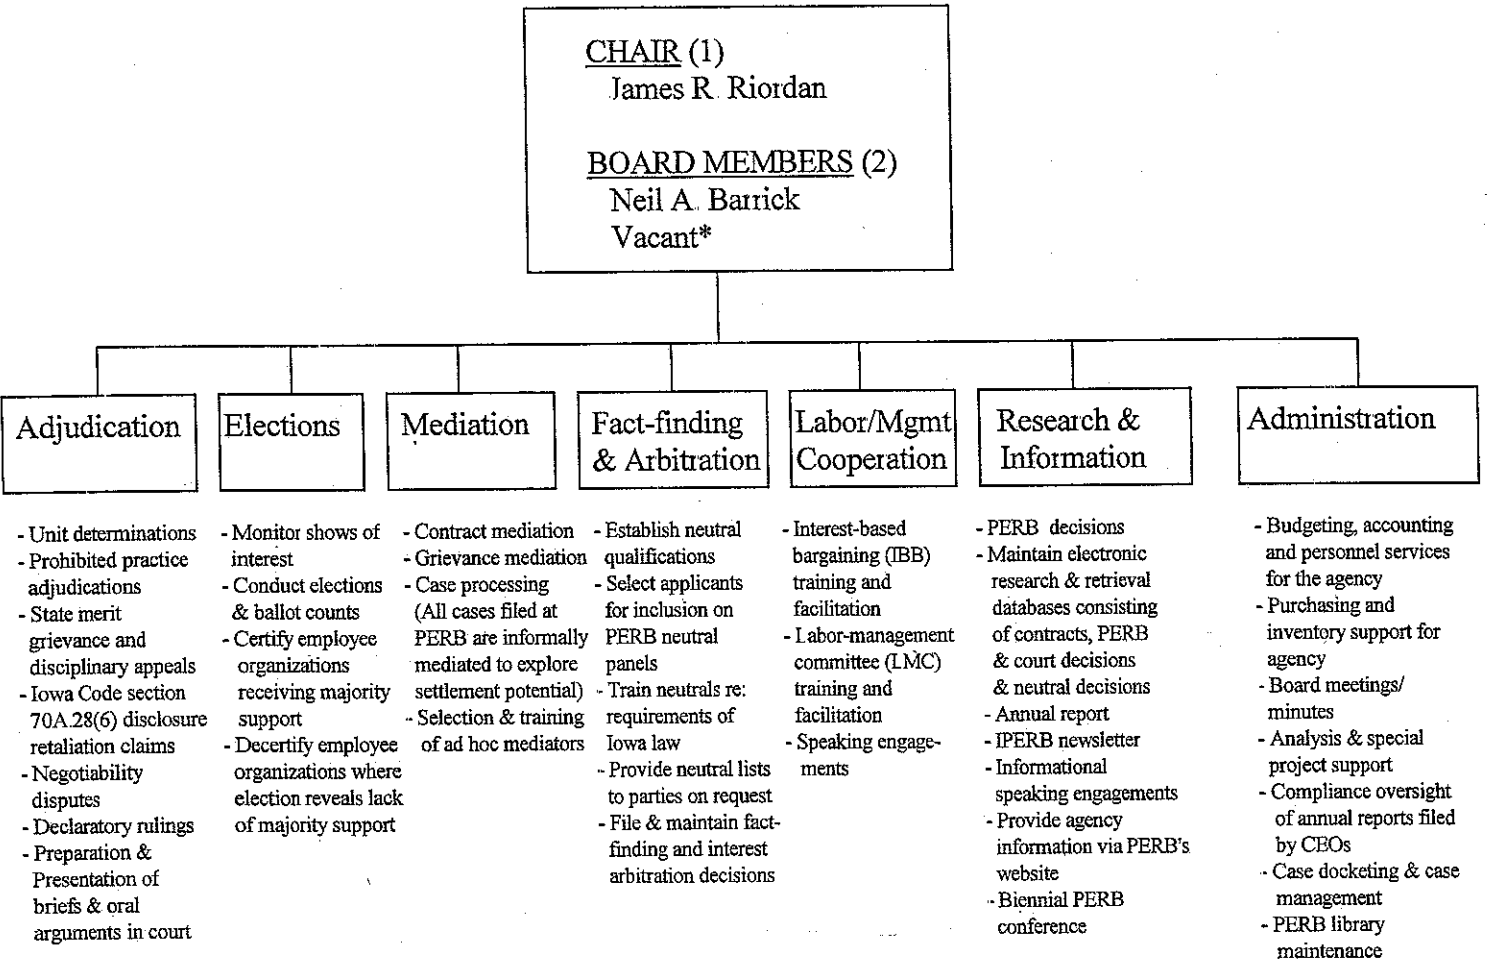 CHAIR (1)
James R. Riordan
BOARD MEMBERS (2)
Neil A. Barrick
Vacant*
Adjudication
- Unit determinations
- Prohibited practice
adjudications
- State merit
grievance and
disciplinary appeals
- Iowa Code section
70A.28(6) disclosure
retaliation claims
- Negotiability
disputes
- Declaratory rulings
- Preparation &
Presentation of
briefs & oral
arguments in court
Elections
- Monitor shows of
interest
- Conduct elections
& ballot counts
- Certify employee
organizations
receiving majority
support
- Decertify employee
organizations where
election reveals lack
of majority support
Mediation
- Contract mediation
- Grievance mediation
- Case processing
(All cases filed at
PERB are informally
mediated to explore
settlement potential)
- Selection & training
of ad hoc mediators
Fact-finding
& Arbitration
- Establish neutral
qualifications
- Select applicants
for inclusion on
PERB neutral
panels
- Train neutrals re:
requirements of
Iowa law
- Provide neutral lists
to parties on request
- File & maintain fact-
finding and interest
arbitration decisions
Labor/Mgmt
Cooperation
- Interest-based
bargaining (IBB)
training and
facilitation
- Labor-management
committee (LMC)
training and
facilitation
- Speaking engage-
ments
Research &
Information
- PERB decisions
- Maintain electronic
research & retrieval
databases consisting
of contracts, PERB
& court decisions
& neutral decisions
- Annual report
- IPERB newsletter
- Informational
speaking engagements
- Provide agency
information via PERB's
website
- Biennial PERB
conference
Administration
- Budgeting, accounting
and personnel services
for the agency
- Purchasing and
inventory support for
agency
- Board meetings/
minutes
- Analysis & special
project support
- Compliance oversight
of annual reports filed
by CEOs
- Case docketing & case
management
- PERB library
maintenance